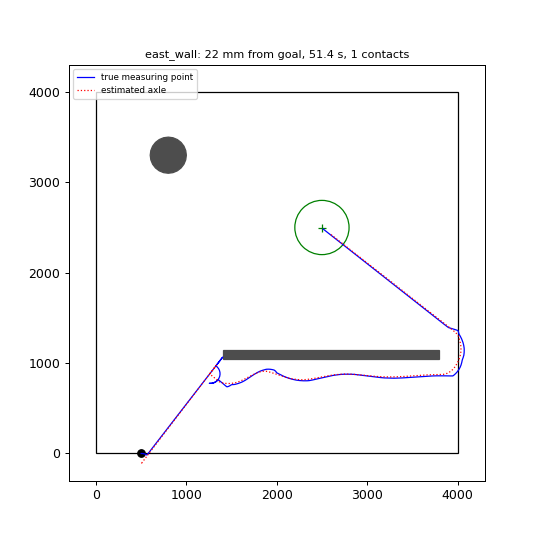 east_wall: 22 mm from goal, 51.4 s, 1 contacts
true measuring point
estimated axle
4000
3000
2000
1000
0
0 1000 2000 3000 4000